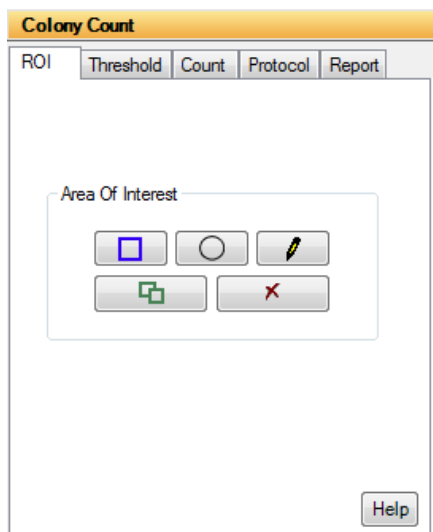 Colony Count
ROI Threshold Count Protocol Report
Area Of Interest
Help